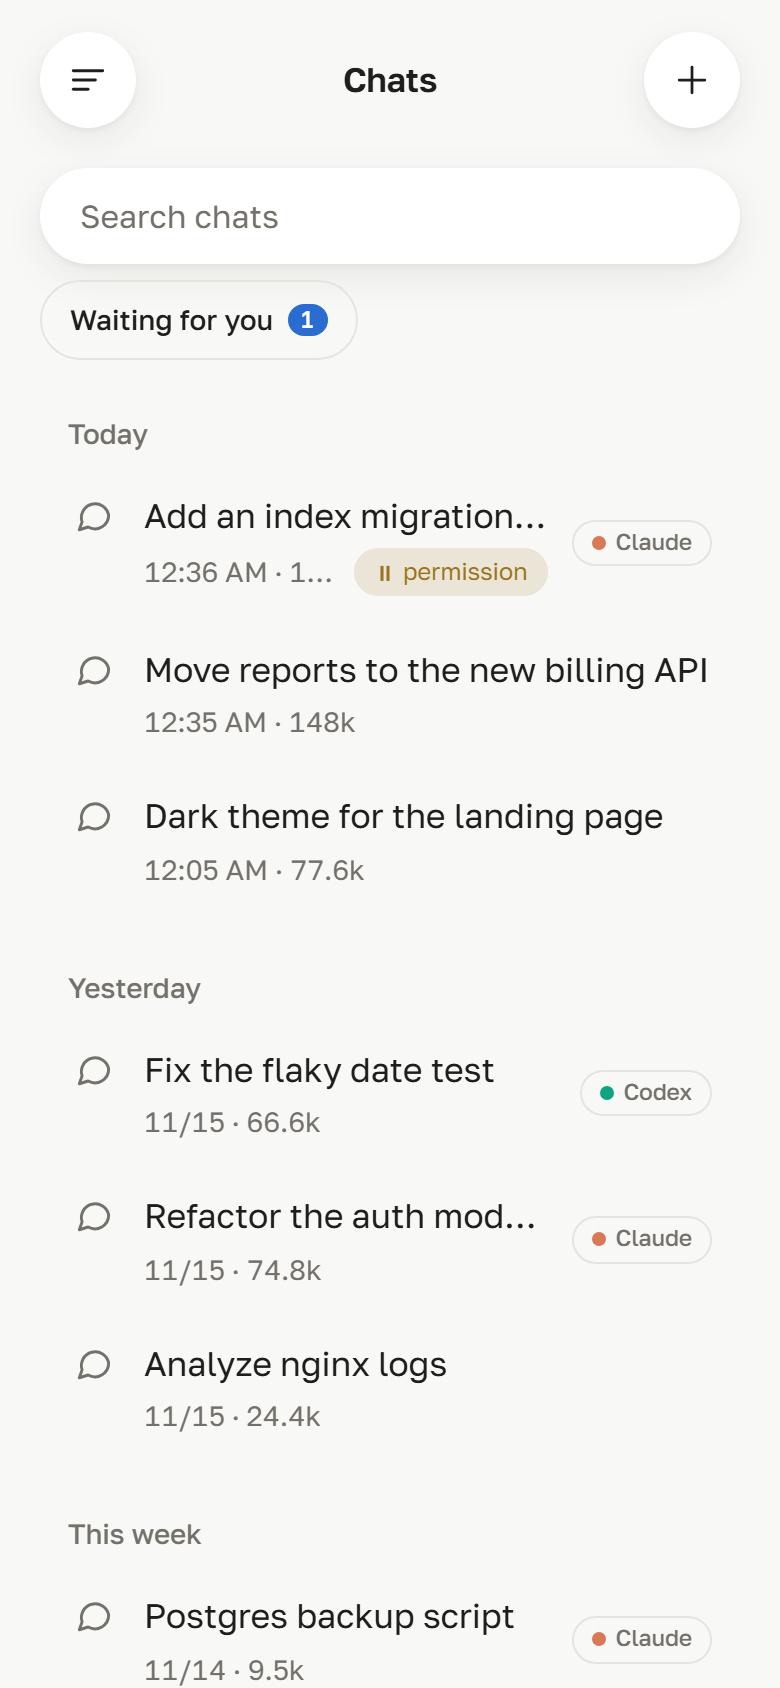 Chats
Search chats
Waiting for you 1
Today
Add an index migration...
Claude
12:36 AM · 1...
permission
Move reports to the new billing API
12:35 AM · 148k
Dark theme for the landing page
12:05 AM · 77.6k
Yesterday
Fix the flaky date test
Codex
11/15 · 66.6k
Refactor the auth mod...
Claude
11/15 · 74.8k
Analyze nginx logs
11/15 · 24.4k
This week
Postgres backup script
Claude
11/14 · 9.5k